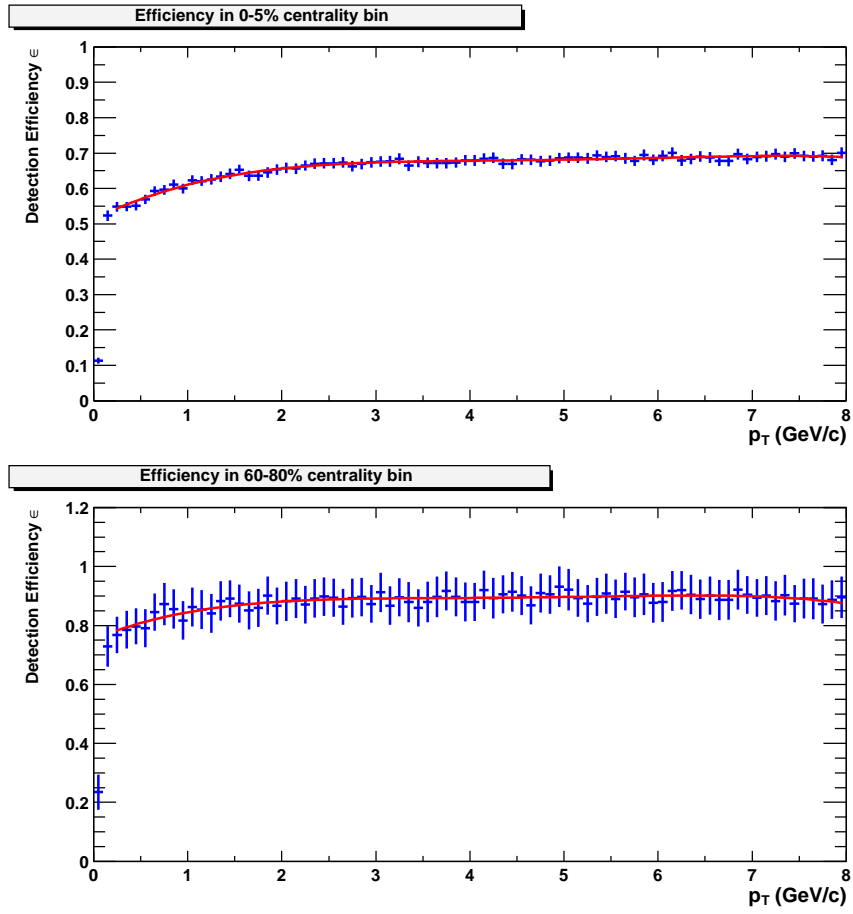 Efficiency in 0-5% centrality bin
Detection Efficiency ∈
1
0.9
0.8
0.7
0.6
0.5
0.4
0.3
0.2
0.1
0
0 1 2 3 4 5 6 7 8
p_T (GeV/c)
Efficiency in 60-80% centrality bin
Detection Efficiency ∈
1.2
1
0.8
0.6
0.4
0.2
0
0 1 2 3 4 5 6 7 8
p_T (GeV/c)